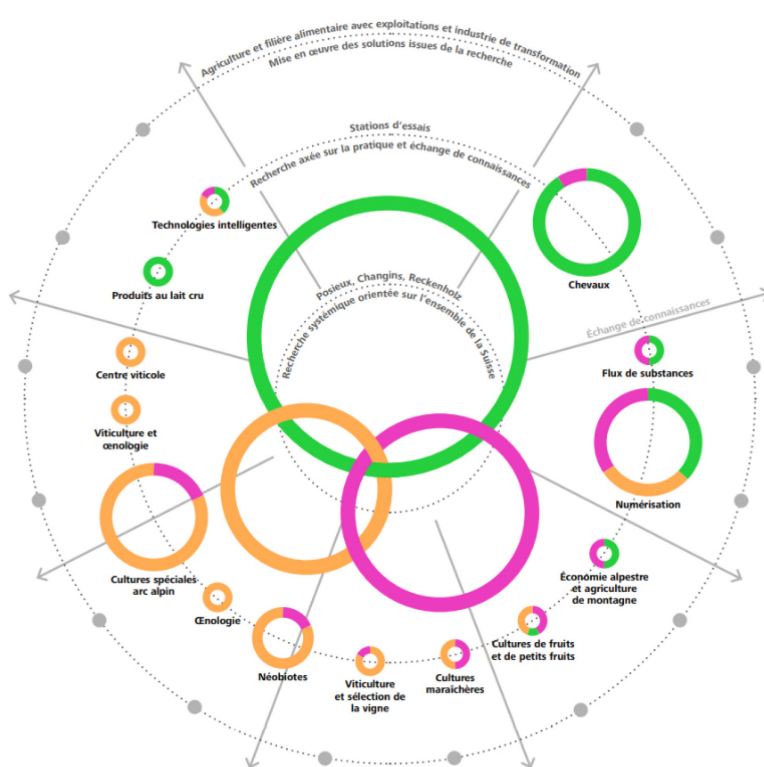 Agriculture et filière alimentaire avec exploitations et industrie de transformation
Mise en œuvre des solutions issues de la recherche
Stations d'essais
Recherche axée sur la pratique et échange de connaissances
Technologies intelligentes
Chevaux
Posieux, Changins, Reckenholz
Recherche systémique orientée sur l'ensemble de la Suisse
Produits au lait cru
Échange de connaissances
Centre viticole
Flux de substances
Viticulture et
œnologie
Numérisation
Cultures spéciales
arc alpin
Économie alpestre
et agriculture
de montagne
Œnologie
Cultures de fruits
et de petits fruits
Néobiotes
Viticulture
et sélection de
la vigne
Cultures
maraîchères